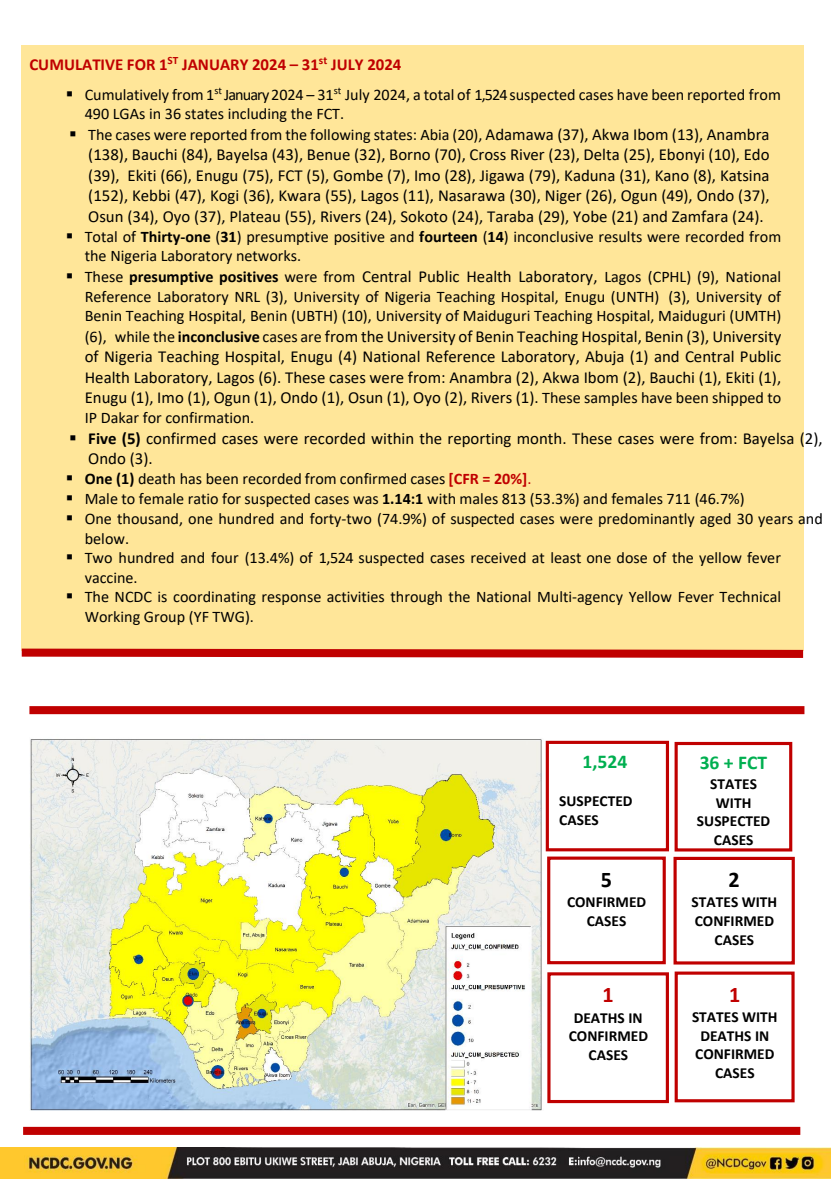 CUMULATIVE FOR 1ST JANUARY 2024 – 31st JULY 2024
▪ Cumulatively from 1st January 2024 – 31st July 2024, a total of 1,524 suspected cases have been reported from
490 LGAs in 36 states including the FCT.
▪ The cases were reported from the following states: Abia (20), Adamawa (37), Akwa Ibom (13), Anambra
(138), Bauchi (84), Bayelsa (43), Benue (32), Borno (70), Cross River (23), Delta (25), Ebonyi (10), Edo
(39), Ekiti (66), Enugu (75), FCT (5), Gombe (7), Imo (28), Jigawa (79), Kaduna (31), Kano (8), Katsina
(152), Kebbi (47), Kogi (36), Kwara (55), Lagos (11), Nasarawa (30), Niger (26), Ogun (49), Ondo (37),
Osun (34), Oyo (37), Plateau (55), Rivers (24), Sokoto (24), Taraba (29), Yobe (21) and Zamfara (24).
▪ Total of Thirty-one (31) presumptive positive and fourteen (14) inconclusive results were recorded from
the Nigeria Laboratory networks.
▪ These presumptive positives were from Central Public Health Laboratory, Lagos (CPHL) (9), National
Reference Laboratory NRL (3), University of Nigeria Teaching Hospital, Enugu (UNTH) (3), University of
Benin Teaching Hospital, Benin (UBTH) (10), University of Maiduguri Teaching Hospital, Maiduguri (UMTH)
(6), while the inconclusive cases are from the University of Benin Teaching Hospital, Benin (3), University
of Nigeria Teaching Hospital, Enugu (4) National Reference Laboratory, Abuja (1) and Central Public
Health Laboratory, Lagos (6). These cases were from: Anambra (2), Akwa Ibom (2), Bauchi (1), Ekiti (1),
Enugu (1), Imo (1), Ogun (1), Ondo (1), Osun (1), Oyo (2), Rivers (1). These samples have been shipped to
IP Dakar for confirmation.
▪ Five (5) confirmed cases were recorded within the reporting month. These cases were from: Bayelsa (2),
Ondo (3).
▪ One (1) death has been recorded from confirmed cases [CFR = 20%].
▪ Male to female ratio for suspected cases was 1.14:1 with males 813 (53.3%) and females 711 (46.7%)
▪ One thousand, one hundred and forty-two (74.9%) of suspected cases were predominantly aged 30 years and
below.
▪ Two hundred and four (13.4%) of 1,524 suspected cases received at least one dose of the yellow fever
vaccine.
▪ The NCDC is coordinating response activities through the National Multi-agency Yellow Fever Technical
Working Group (YF TWG).
N
W E
S
Sokoto
Zamfara
Kebbi
Kano
Jigawa
Yobe
Kaduna
Bauchi
Gombe
Adamawa
Niger
Plateau
Kwara
Fct, Abuja
Nasarawa
Taraba
Kogi
Benue
Osun
Ogun
Lagos
Edo
Ebonyi
Cross River
Imo
Abia
Delta
Rivers
Akwa Ibom
60 30 0 60 120 180 240
Kilometers
Legend
JULY_CUM_CONFIRMED
2
3
JULY_CUM_PRESUMPTIVE
2
6
10
JULY_CUM_SUSPECTED
0
1 - 3
4 - 7
8 - 10
11 - 21
1,524
SUSPECTED
CASES
36 + FCT
STATES
WITH
SUSPECTED
CASES
5
CONFIRMED
CASES
2
STATES WITH
CONFIRMED
CASES
1
DEATHS IN
CONFIRMED
CASES
1
STATES WITH
DEATHS IN
CONFIRMED
CASES
NCDC.GOV.NG
PLOT 800 EBITU UKIWE STREET, JABI ABUJA, NIGERIA TOLL FREE CALL: 6232 E:info@ncdc.gov.ng
@NCDCgov